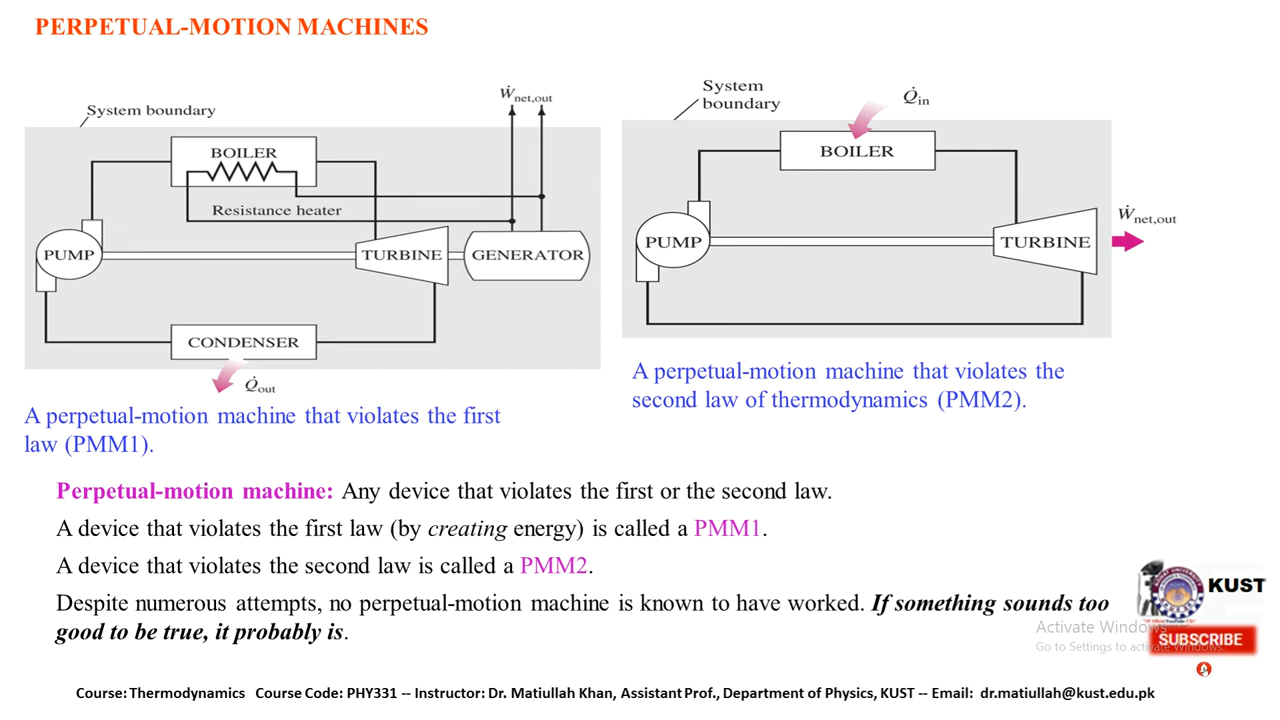 PERPETUAL-MOTION MACHINES
System boundary
Ẇnet,out
BOILER
Resistance heater
PUMP
TURBINE
GENERATOR
CONDENSER
Q̇out
A perpetual-motion machine that violates the first
law (PMM1).
System
boundary
Q̇in
BOILER
Ẇnet,out
PUMP
TURBINE
A perpetual-motion machine that violates the
second law of thermodynamics (PMM2).
Perpetual-motion machine: Any device that violates the first or the second law.
A device that violates the first law (by creating energy) is called a PMM1.
A device that violates the second law is called a PMM2.
Despite numerous attempts, no perpetual-motion machine is known to have worked. If something sounds too
good to be true, it probably is.
KUST
Activate Windows
SUBSCRIBE
Go to Settings to activate Windows.
Course: Thermodynamics Course Code: PHY331 -- Instructor: Dr. Matiullah Khan, Assistant Prof., Department of Physics, KUST -- Email: dr.matiullah@kust.edu.pk